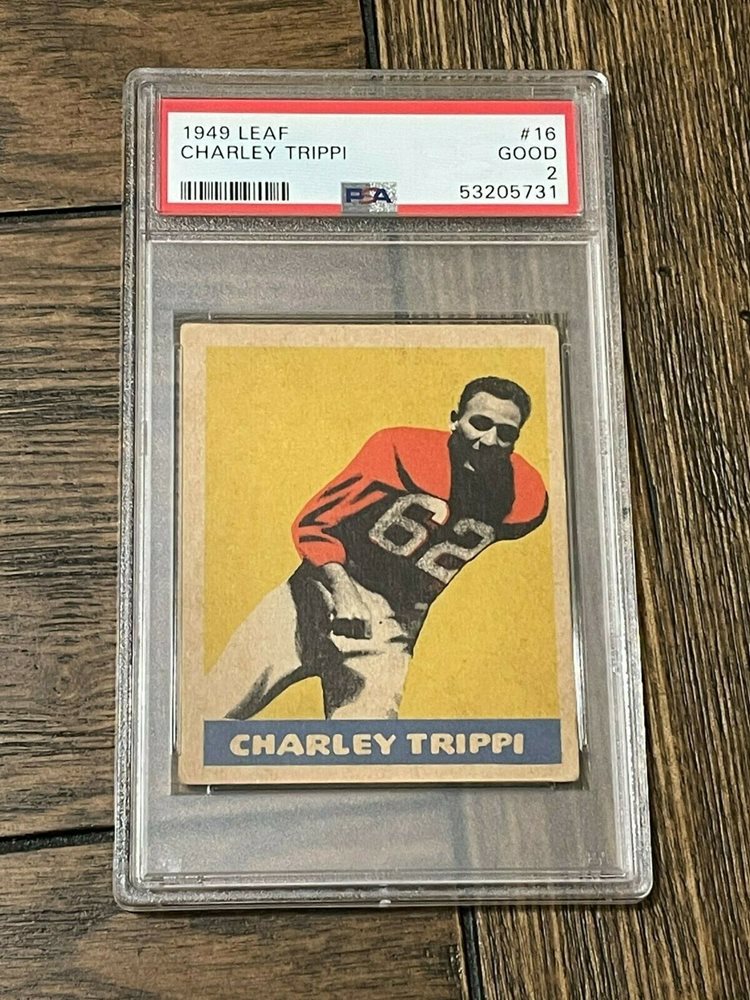 1949 LEAF #16
CHARLEY TRIPPI GOOD
2
PSA 53205731
62
CHARLEY TRIPPI